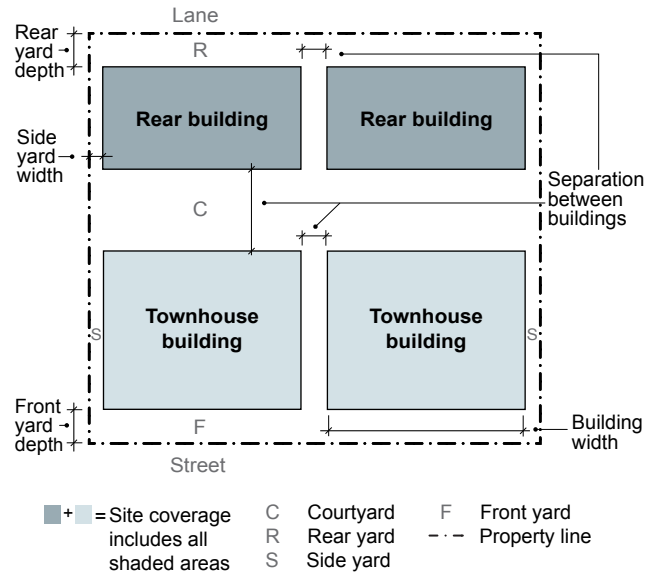 Lane
Rear
yard
depth
R
Rear building
Rear building
Side
yard
width
C
Separation
between
buildings
Townhouse
building
Townhouse
building
S
S
Front
yard
depth
F
Building
width
Street
+ = Site coverage
includes all
shaded areas
C Courtyard
R Rear yard
S Side yard
F Front yard
Property line